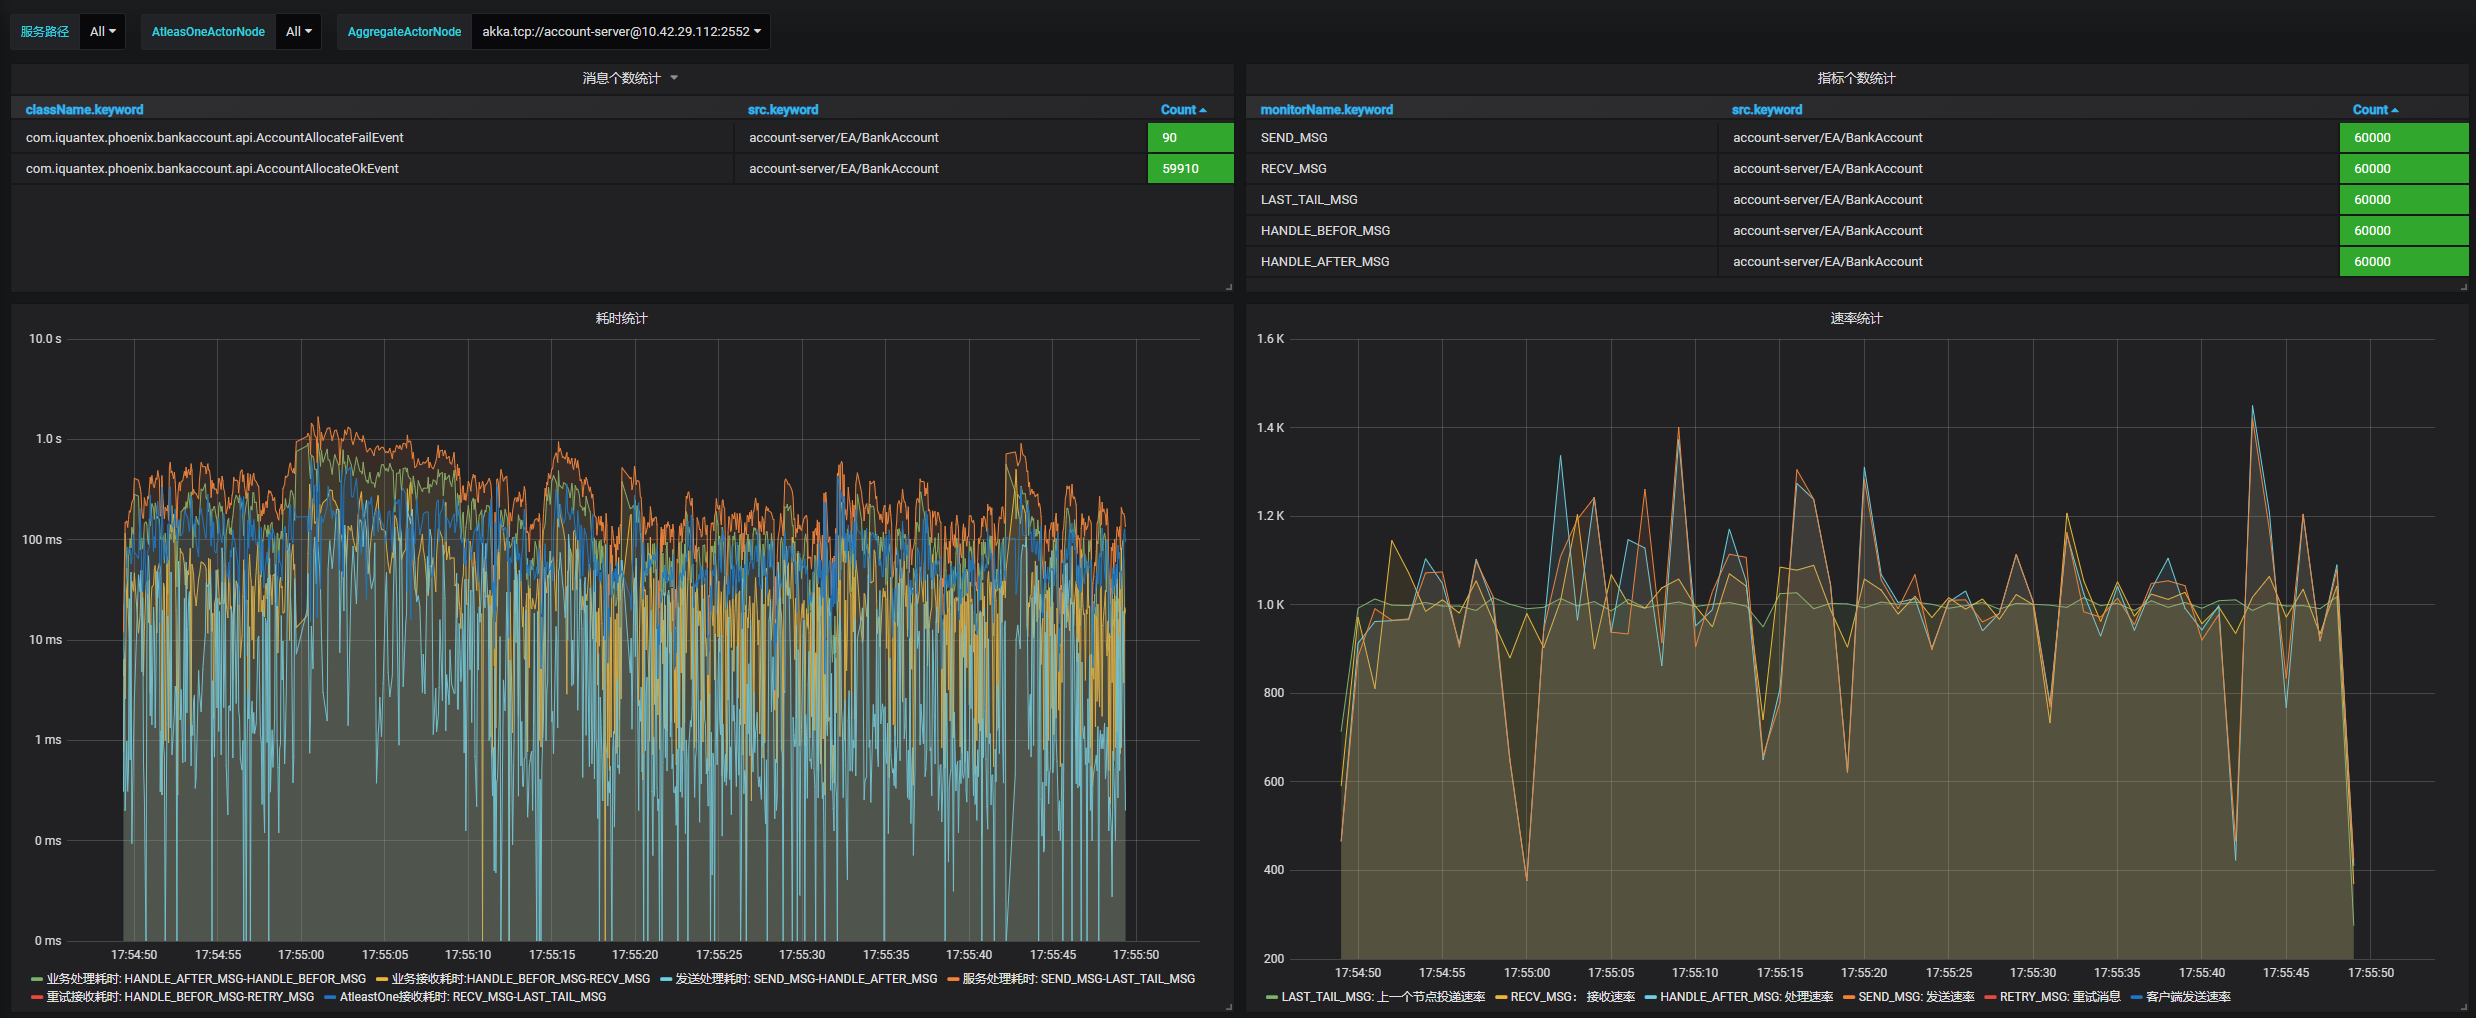 服务路径 All AtleasOneActorNode All AggregateActorNode akka.tcp://account-server@10.42.29.112:2552
消息个数统计
className.keyword src.keyword Count
com.iquantex.phoenix.bankaccount.api.AccountAllocateFailEvent account-server/EA/BankAccount 90
com.iquantex.phoenix.bankaccount.api.AccountAllocateOkEvent account-server/EA/BankAccount 59910
指标个数统计
monitorName.keyword src.keyword Count
SEND_MSG account-server/EA/BankAccount 60000
RECV_MSG account-server/EA/BankAccount 60000
LAST_TAIL_MSG account-server/EA/BankAccount 60000
HANDLE_BEFOR_MSG account-server/EA/BankAccount 60000
HANDLE_AFTER_MSG account-server/EA/BankAccount 60000
耗时统计
10.0 s
1.0 s
100 ms
10 ms
1 ms
0 ms
0 ms
17:54:50 17:54:55 17:55:00 17:55:05 17:55:10 17:55:15 17:55:20 17:55:25 17:55:30 17:55:35 17:55:40 17:55:45 17:55:50
业务处理耗时: HANDLE_AFTER_MSG-HANDLE_BEFOR_MSG 业务接收耗时:HANDLE_BEFOR_MSG-RECV_MSG 发送处理耗时: SEND_MSG-HANDLE_AFTER_MSG 服务处理耗时: SEND_MSG-LAST_TAIL_MSG
重试接收耗时: HANDLE_BEFOR_MSG-RETRY_MSG AtleastOne接收耗时: RECV_MSG-LAST_TAIL_MSG
速率统计
1.6 K
1.4 K
1.2 K
1.0 K
800
600
400
200
17:54:50 17:54:55 17:55:00 17:55:05 17:55:10 17:55:15 17:55:20 17:55:25 17:55:30 17:55:35 17:55:40 17:55:45 17:55:50
LAST_TAIL_MSG: 上一个节点投递速率 RECV_MSG： 接收速率 HANDLE_AFTER_MSG: 处理速率 SEND_MSG: 发送速率 RETRY_MSG: 重试消息 客户端发送速率